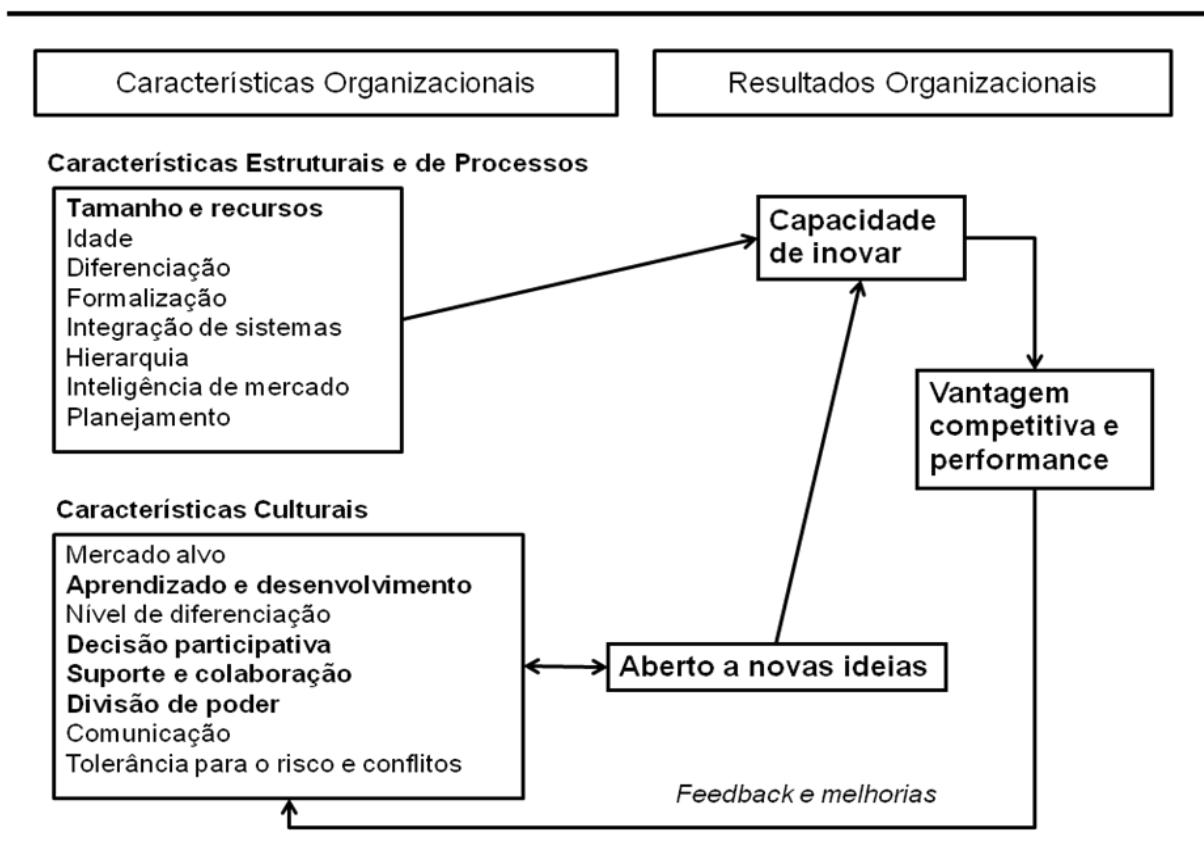 Características Organizacionais
Resultados Organizacionais
Características Estruturais e de Processos
Tamanho e recursos
Idade
Diferenciação
Formalização
Integração de sistemas
Hierarquia
Inteligência de mercado
Planejamento
Capacidade
de inovar
Vantagem
competitiva e
performance
Características Culturais
Mercado alvo
Aprendizado e desenvolvimento
Nível de diferenciação
Decisão participativa
Suporte e colaboração
Divisão de poder
Comunicação
Tolerância para o risco e conflitos
Aberto a novas ideias
Feedback e melhorias